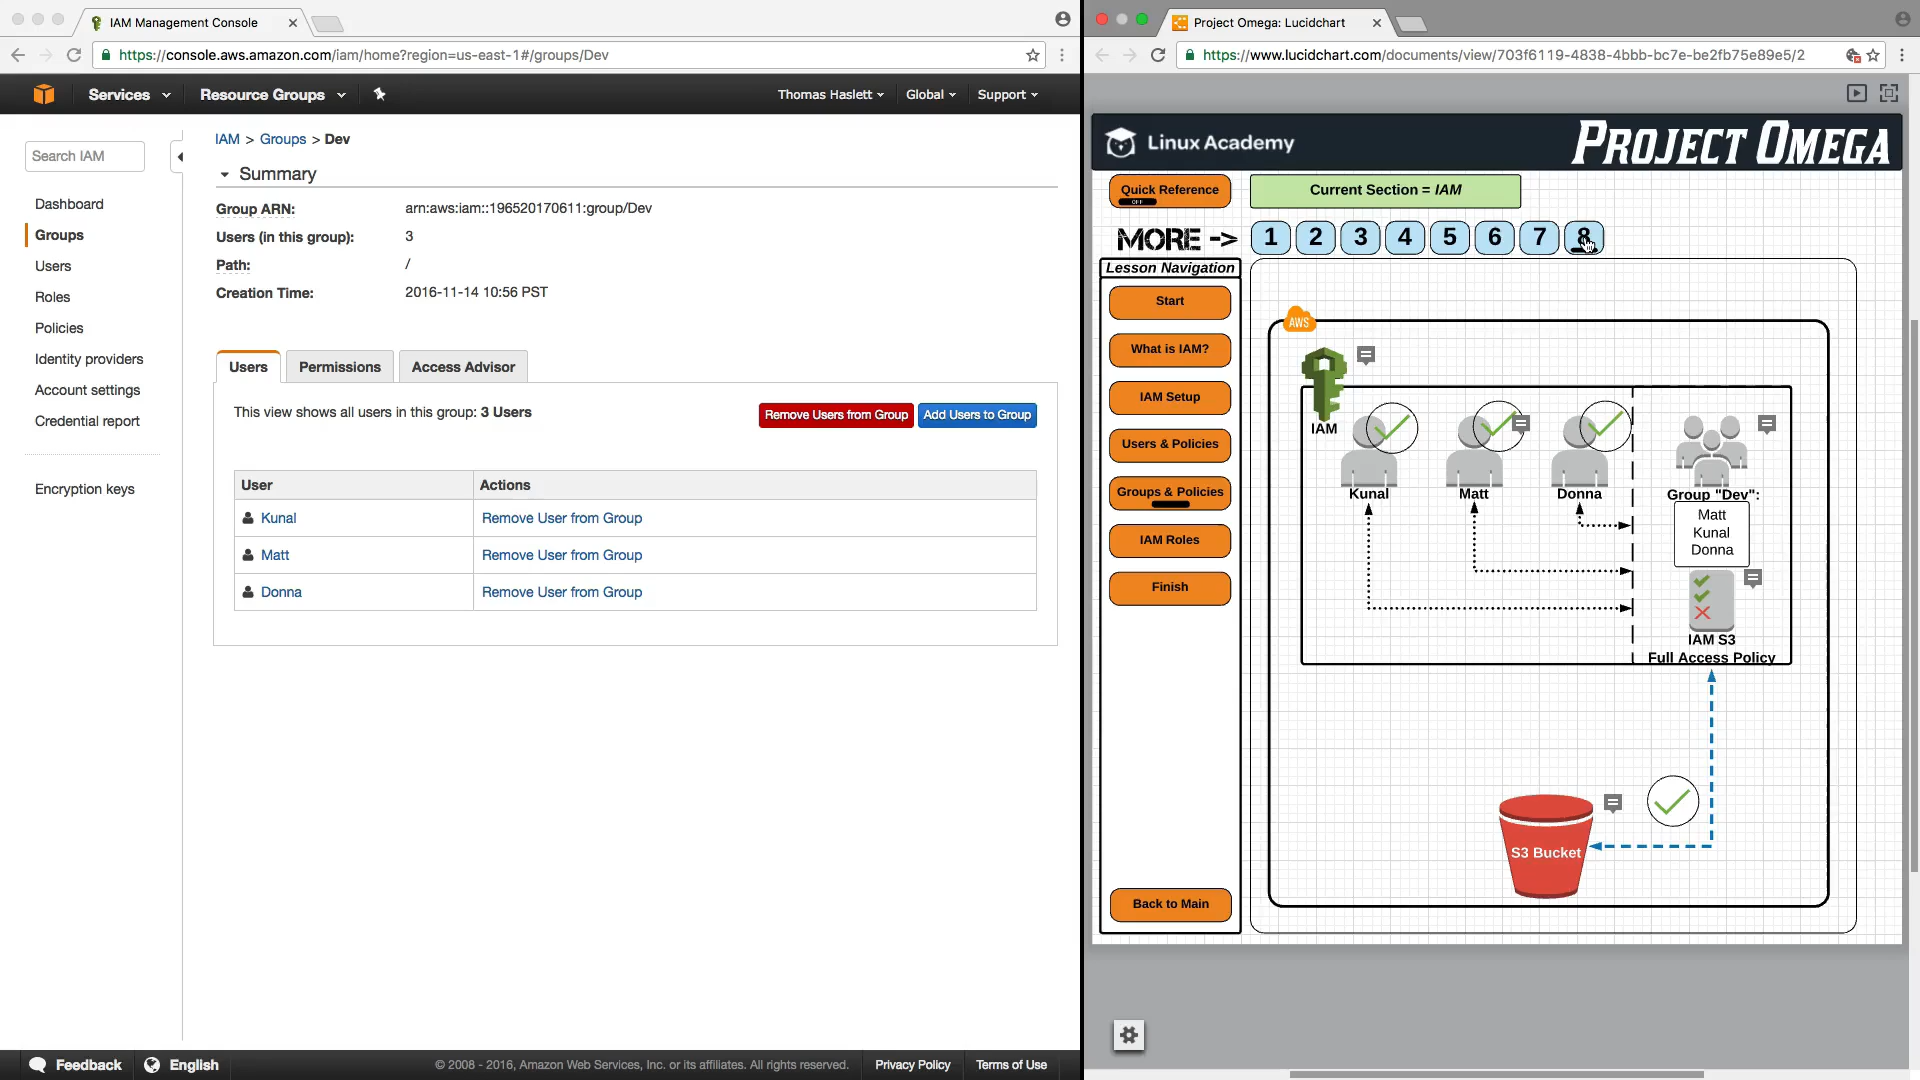 IAM Management Console
https://console.aws.amazon.com/iam/home?region=us-east-1#/groups/Dev
Services
Resource Groups
Thomas Haslett
Global
Support
Search IAM
Dashboard
Groups
Users
Roles
Policies
Identity providers
Account settings
Credential report
Encryption keys
IAM > Groups > Dev
Summary
Group ARN: arn:aws:iam::196520170611:group/Dev
Users (in this group): 3
Path: /
Creation Time: 2016-11-14 10:56 PST
Users
Permissions
Access Advisor
This view shows all users in this group: 3 Users
Remove Users from Group
Add Users to Group
User Actions
Kunal Remove User from Group
Matt Remove User from Group
Donna Remove User from Group
Feedback
English
© 2008 - 2016, Amazon Web Services, Inc. or its affiliates. All rights reserved.
Privacy Policy
Terms of Use
Project Omega: Lucidchart
https://www.lucidchart.com/documents/view/703f6119-4838-4bbb-bc7e-be2fb75e89e5/2
Linux Academy
PROJECT OMEGA
Quick Reference
OFF
Current Section = IAM
MORE -> 1 2 3 4 5 6 7 8
Lesson Navigation
Start
What is IAM?
IAM Setup
Users & Policies
Groups & Policies
IAM Roles
Finish
Back to Main
AWS
IAM
Kunal
Matt
Donna
Group "Dev":
Matt
Kunal
Donna
IAM S3
Full Access Policy
S3 Bucket